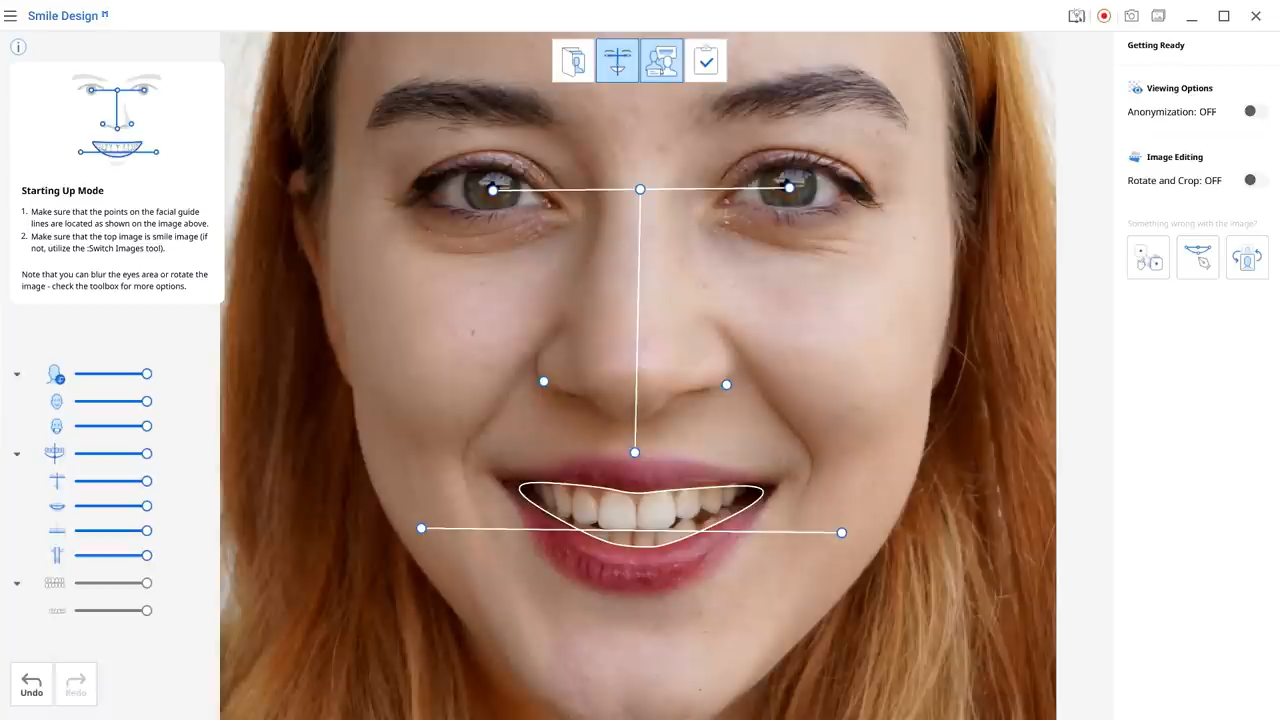 Smile Design M
i
Starting Up Mode
1. Make sure that the points on the facial guide
lines are located as shown on the image above.
2. Make sure that the top image is smile image (if
not, utilize the :Switch Images tool).
Note that you can blur the eyes area or rotate the
image - check the toolbox for more options.
Undo
Redo
Getting Ready
Viewing Options
Anonymization: OFF
Image Editing
Rotate and Crop: OFF
Something wrong with the image?